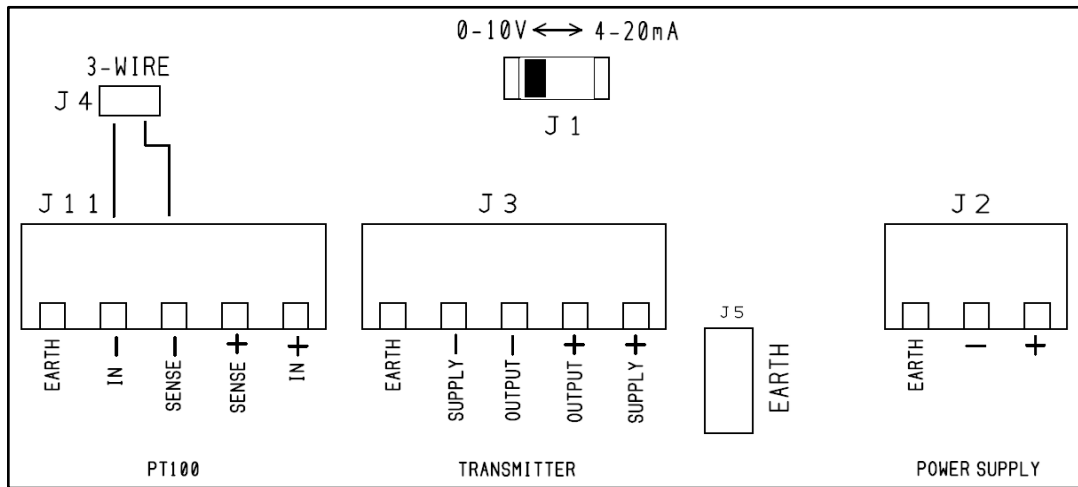 0-10V ↔ 4-20mA
3-WIRE
J4
J1
J11
J3
J2
J5
EARTH
IN -
SENSE -
SENSE +
IN +
EARTH
SUPPLY -
OUTPUT -
OUTPUT +
SUPPLY +
EARTH
EARTH
-
+
PT100
TRANSMITTER
POWER SUPPLY